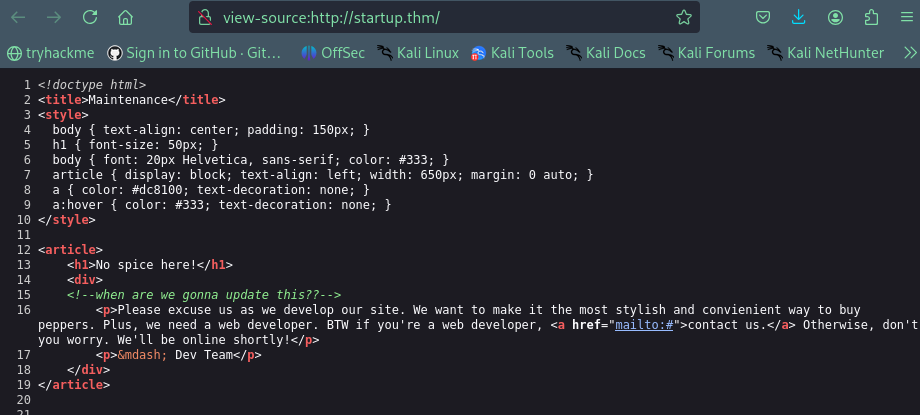 view-source:http://startup.thm/
tryhackme Sign in to GitHub · Git… OffSec Kali Linux Kali Tools Kali Docs Kali Forums Kali NetHunter
1 <!doctype html>
2 <title>Maintenance</title>
3 <style>
4 body { text-align: center; padding: 150px; }
5 h1 { font-size: 50px; }
6 body { font: 20px Helvetica, sans-serif; color: #333; }
7 article { display: block; text-align: left; width: 650px; margin: 0 auto; }
8 a { color: #dc8100; text-decoration: none; }
9 a:hover { color: #333; text-decoration: none; }
10 </style>
11
12 <article>
13 <h1>No spice here!</h1>
14 <div>
15 <!--when are we gonna update this??-->
16 <p>Please excuse us as we develop our site. We want to make it the most stylish and convienient way to buy
peppers. Plus, we need a web developer. BTW if you're a web developer, <a href="mailto:#">contact us.</a> Otherwise, don't
you worry. We'll be online shortly!</p>
17 <p>&mdash; Dev Team</p>
18 </div>
19 </article>
20
21